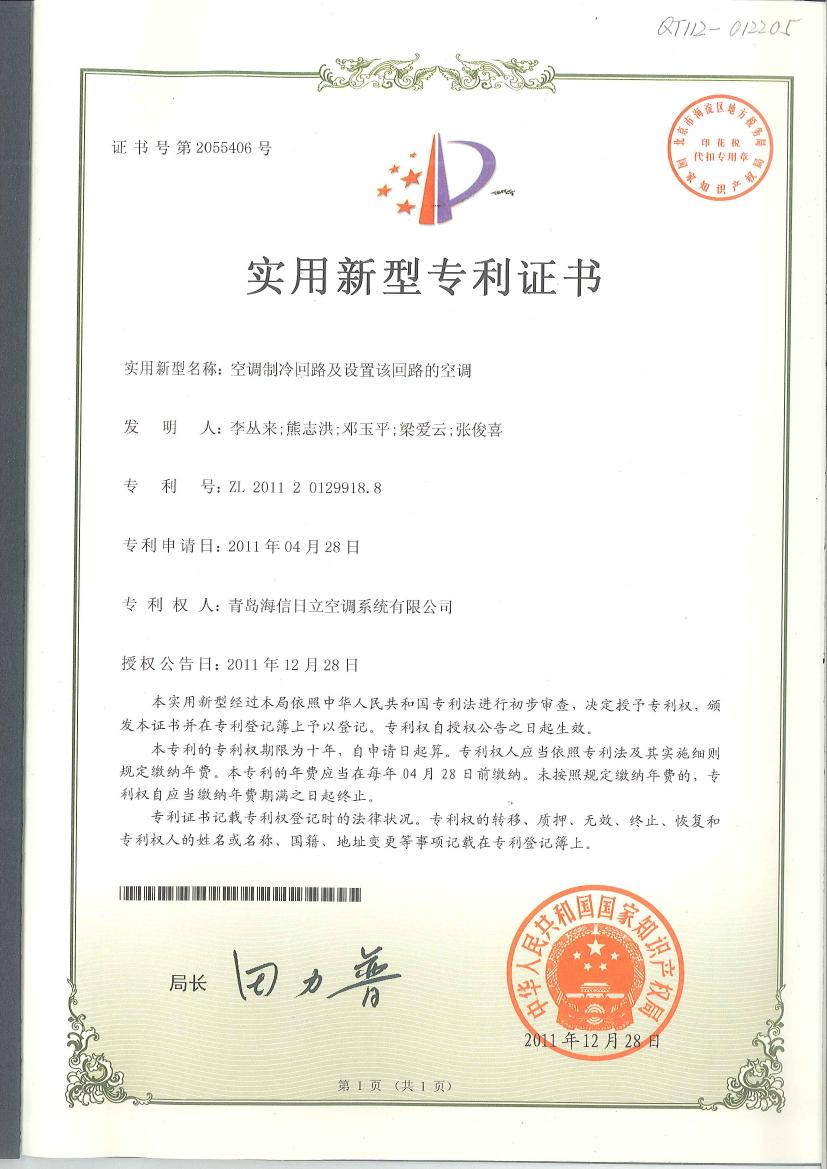 QT112-012205
证书号第2055406号
北京市海淀区地方税务局
印花税
代扣专用章
国家知识产权局
实用新型专利证书
实用新型名称：空调制冷回路及设置该回路的空调
发明人：李丛来;熊志洪;邓玉平;梁爱云;张俊喜
专利号：ZL 2011 2 0129918.8
专利申请日：2011年04月28日
专利权人：青岛海信日立空调系统有限公司
授权公告日：2011年12月28日
本实用新型经过本局依照中华人民共和国专利法进行初步审查，决定授予专利权，颁
发本证书并在专利登记簿上予以登记。专利权自授权公告之日起生效。
本专利的专利权期限为十年，自申请日起算。专利权人应当依照专利法及其实施细则
规定缴纳年费。本专利的年费应当在每年04月28日前缴纳。未按照规定缴纳年费的，专
利权自应当缴纳年费期满之日起终止。
专利证书记载专利权登记时的法律状况。专利权的转移、质押、无效、终止、恢复和
专利权人的姓名或名称、国籍、地址变更等事项记载在专利登记簿上。
局长 田力普
中华人民共和国国家知识产权局
2011年12月28日
第1页（共1页）